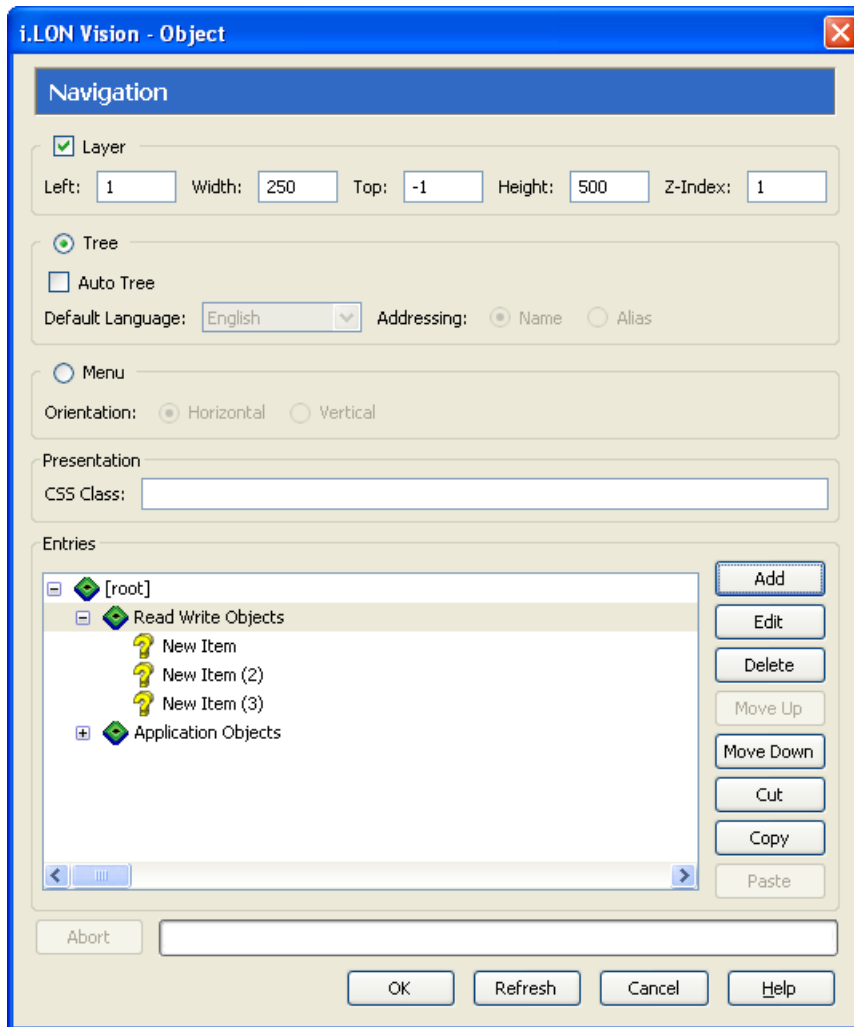 i.LON Vision - Object
Navigation
Layer
Left: 1 Width: 250 Top: -1 Height: 500 Z-Index: 1
Tree
Auto Tree
Default Language: English Addressing: Name Alias
Menu
Orientation: Horizontal Vertical
Presentation
CSS Class:
Entries
[root]
Read Write Objects
New Item
New Item (2)
New Item (3)
Application Objects
Add
Edit
Delete
Move Up
Move Down
Cut
Copy
Paste
Abort
OK Refresh Cancel Help